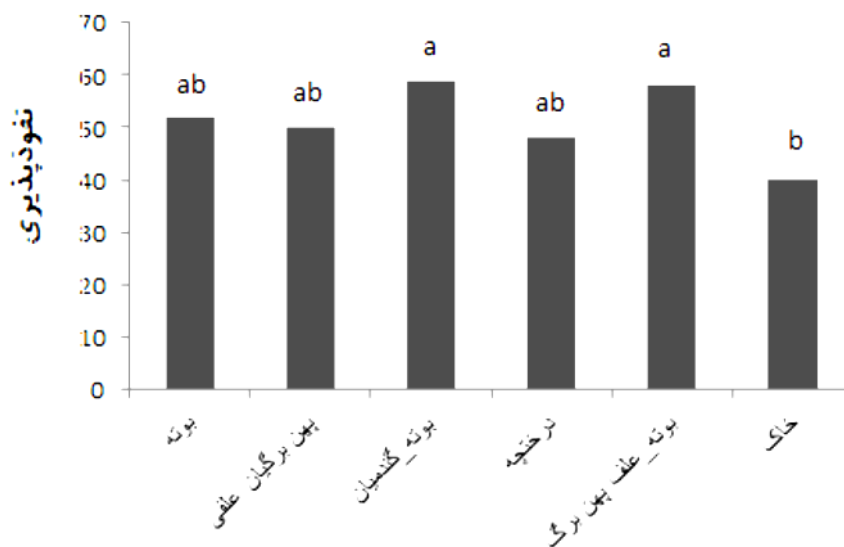 70
60
50
40
30
20
10
0
نفوذپذیری
ab
ab
a
ab
a
b
بوته
پهن برگیان علفی
بوته_گندمیان
درختچه
بوته_علف پهن برگ
خاک